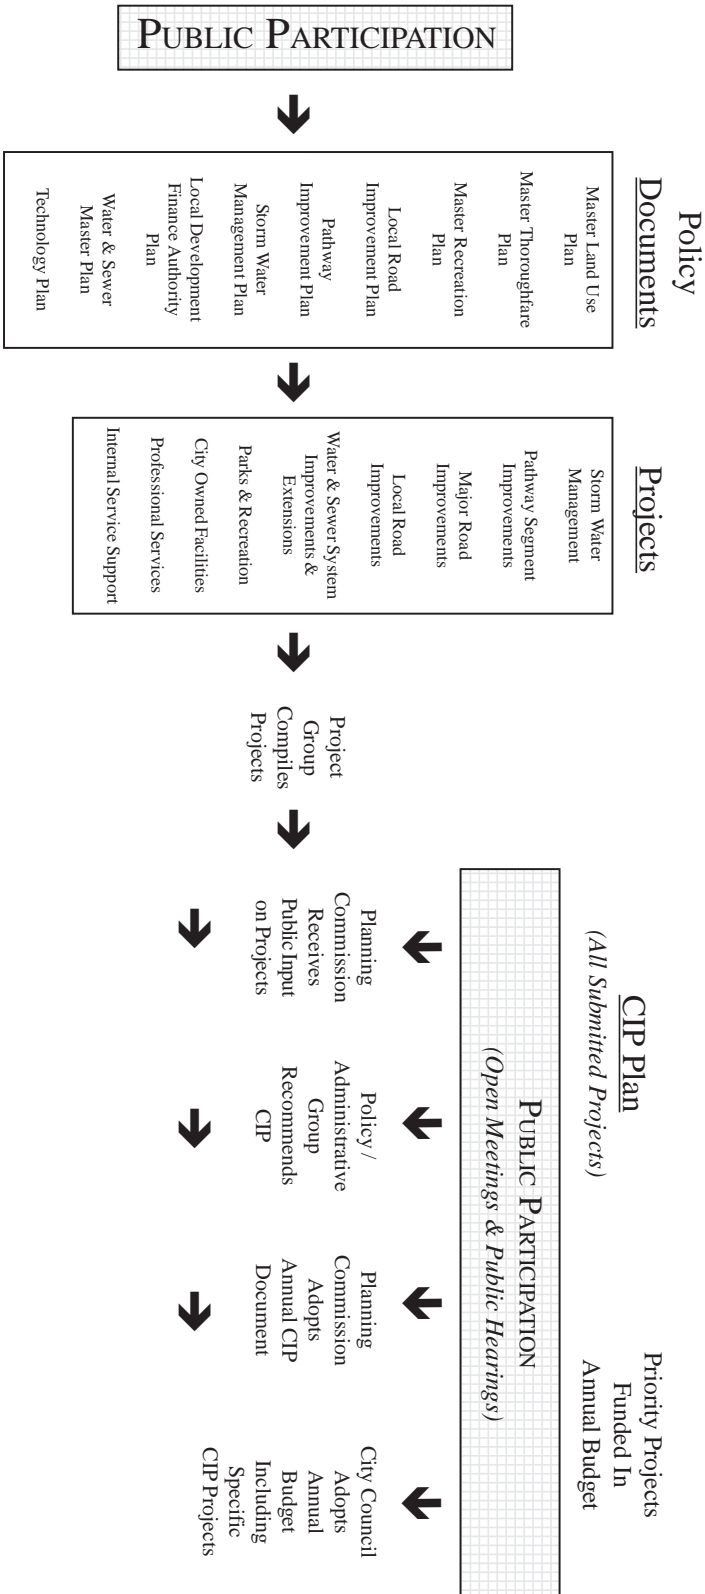 PUBLIC PARTICIPATION
Policy
Documents
Master Land Use
Plan
Master Thoroughfare
Plan
Master Recreation
Plan
Local Road
Improvement Plan
Pathway
Improvement Plan
Storm Water
Management Plan
Local Development
Finance Authority
Plan
Water & Sewer
Master Plan
Technology Plan
Projects
Storm Water
Management
Pathway Segment
Improvements
Major Road
Improvements
Local Road
Improvements
Water & Sewer System
Improvements &
Extensions
Parks & Recreation
City Owned Facilities
Professional Services
Internal Service Support
Project
Group
Compiles
Projects
CIP Plan
(All Submitted Projects)
Priority Projects
Funded In
Annual Budget
PUBLIC PARTICIPATION
(Open Meetings & Public Hearings)
Planning
Commission
Receives
Public Input
on Projects
Policy /
Administrative
Group
Recommends
CIP
Planning
Commission
Adopts
Annual CIP
Document
City Council
Adopts
Annual
Budget
Including
Specific
CIP Projects